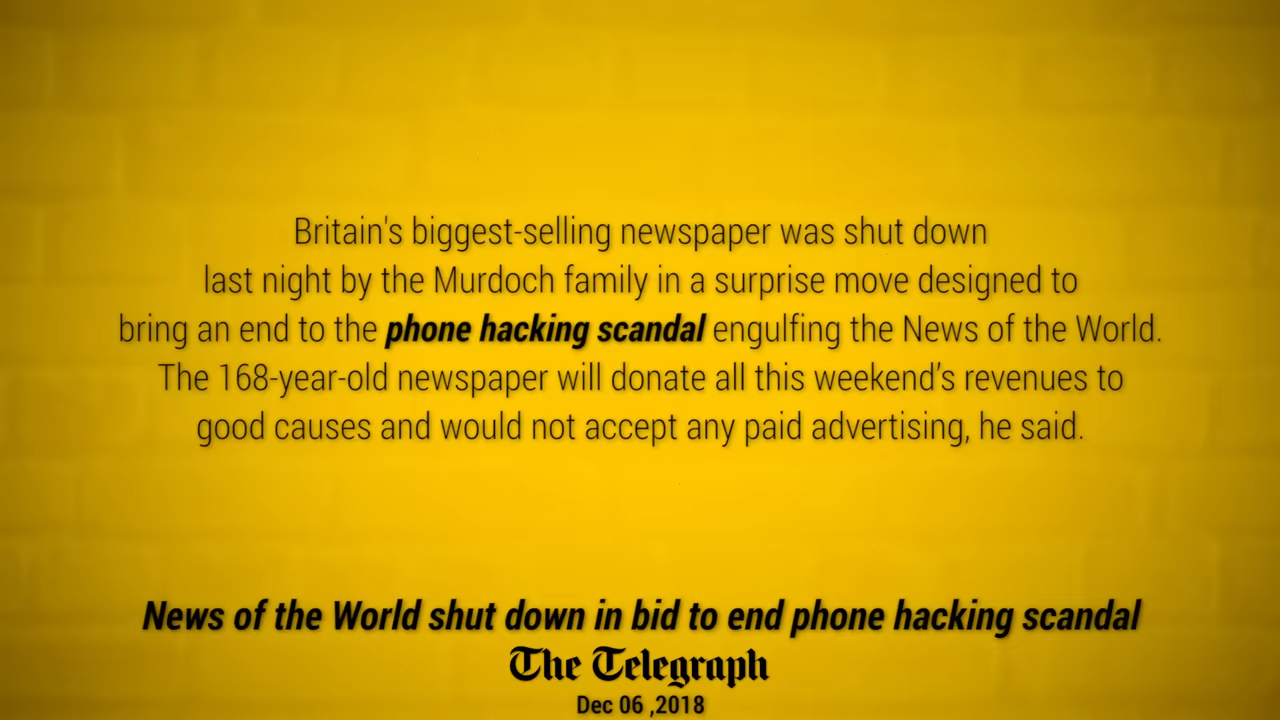 Britain's biggest-selling newspaper was shut down
last night by the Murdoch family in a surprise move designed to
bring an end to the phone hacking scandal engulfing the News of the World.
The 168-year-old newspaper will donate all this weekend’s revenues to
good causes and would not accept any paid advertising, he said.
News of the World shut down in bid to end phone hacking scandal
The Telegraph
Dec 06 ,2018